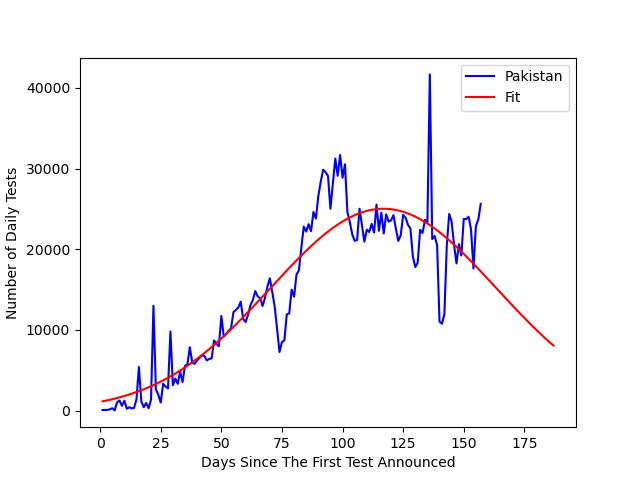 Pakistan
Fit
40000
30000
20000
10000
0
Number of Daily Tests
0 25 50 75 100 125 150 175
Days Since The First Test Announced